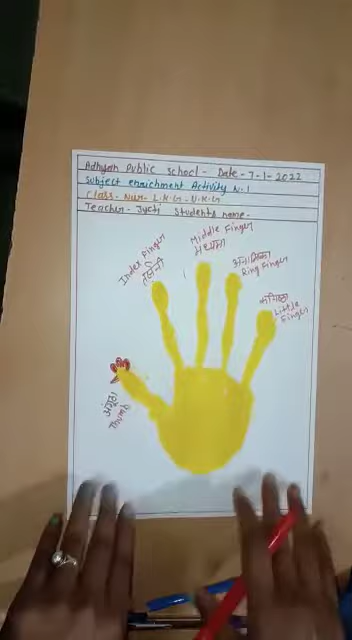 Adhyan Public School - Date - 7-1-2022
Subject enrichment Activity N.1
Class- Nur- L.K.G - U.K.G
Teacher- Jyoti Students name-
Index Finger
तर्जनी
Middle Finger
मध्यमा
अनामिका
Ring Finger
कनिष्ठा
Little
Finger
अंगूठा
Thumb